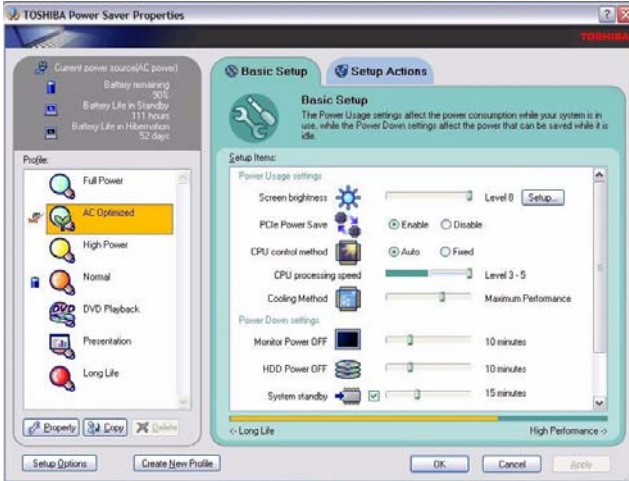 TOSHIBA Power Saver Properties
TOSHIBA
Current power source(AC power)
Battery remaining
90%
Battery Life in Standby
111 hours
Battery Life in Hibernation
52 days
Profile:
Full Power
AC Optimized
High Power
Normal
DVD
DVD Playback
Presentation
Long Life
Property
Copy
Delete
Setup Options
Create New Profile
Basic Setup
Setup Actions
Basic Setup
The Power Usage settings affect the power consumption while your system is in
use, while the Power Down settings affect the power that can be saved while it is
idle.
Setup Items:
Power Usage settings
Screen brightness
Level 8
Setup...
PCIe Power Save
Enable
Disable
CPU control method
Auto
Fixed
CPU processing speed
Level 3 - 5
Cooling Method
Maximum Performance
Power Down settings
Monitor Power OFF
10 minutes
HDD Power OFF
10 minutes
System standby
15 minutes
<- Long Life
High Performance ->
OK
Cancel
Apply